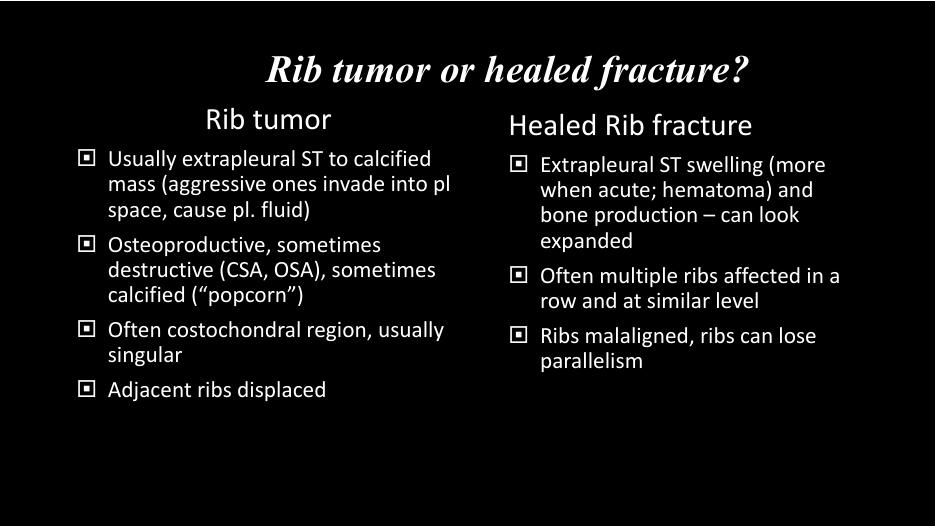 Rib tumor or healed fracture?
Rib tumor
Usually extrapleural ST to calcified
mass (aggressive ones invade into pl
space, cause pl. fluid)
Osteoproductive, sometimes
destructive (CSA, OSA), sometimes
calcified (“popcorn”)
Often costochondral region, usually
singular
Adjacent ribs displaced
Healed Rib fracture
Extrapleural ST swelling (more
when acute; hematoma) and
bone production – can look
expanded
Often multiple ribs affected in a
row and at similar level
Ribs malaligned, ribs can lose
parallelism